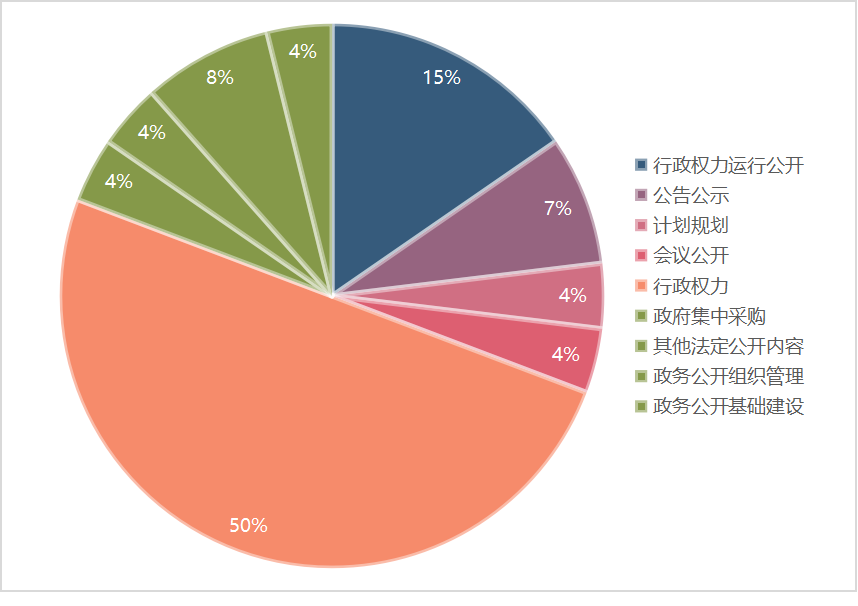 4%
15%
8%
4%
4%
7%
4%
4%
50%
行政权力运行公开
公告公示
计划规划
会议公开
行政权力
政府集中采购
其他法定公开内容
政务公开组织管理
政务公开基础建设